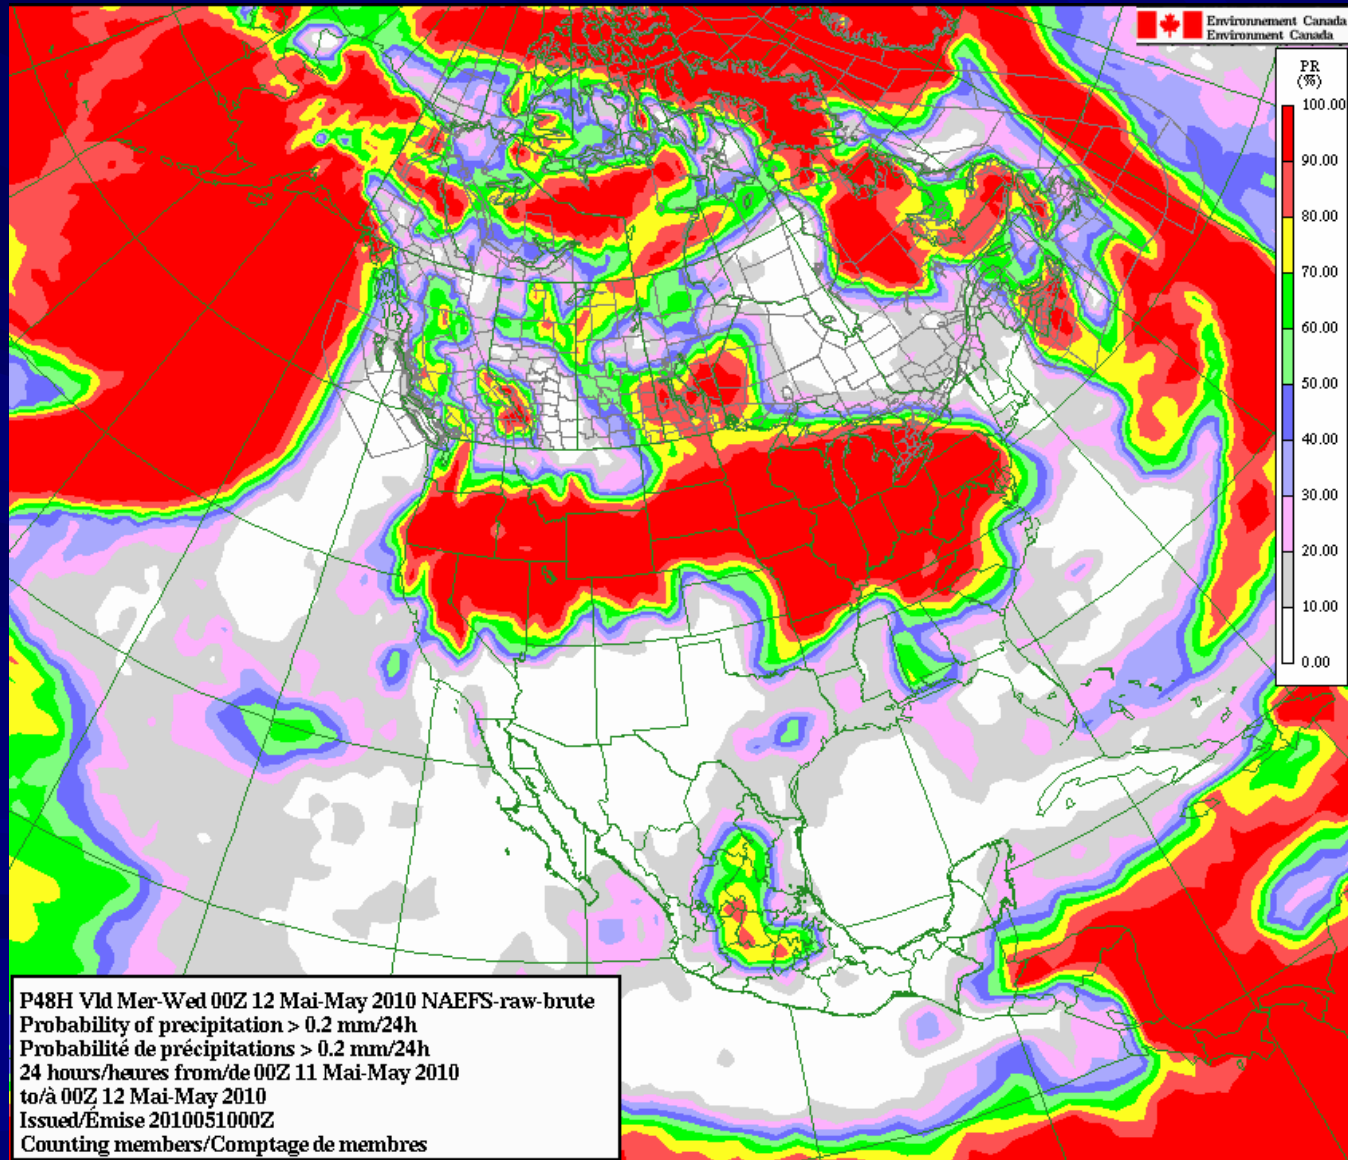 Environnement Canada
Environment Canada
PR
(%)
100.00
90.00
80.00
70.00
60.00
50.00
40.00
30.00
20.00
10.00
0.00
P48H Vld Mer-Wed 00Z 12 Mai-May 2010 NAEFS-raw-brute
Probability of precipitation > 0.2 mm/24h
Probabilité de précipitations > 0.2 mm/24h
24 hours/heures from/de 00Z 11 Mai-May 2010
to/à 00Z 12 Mai-May 2010
Issued/Émise 2010051000Z
Counting members/Comptage de membres